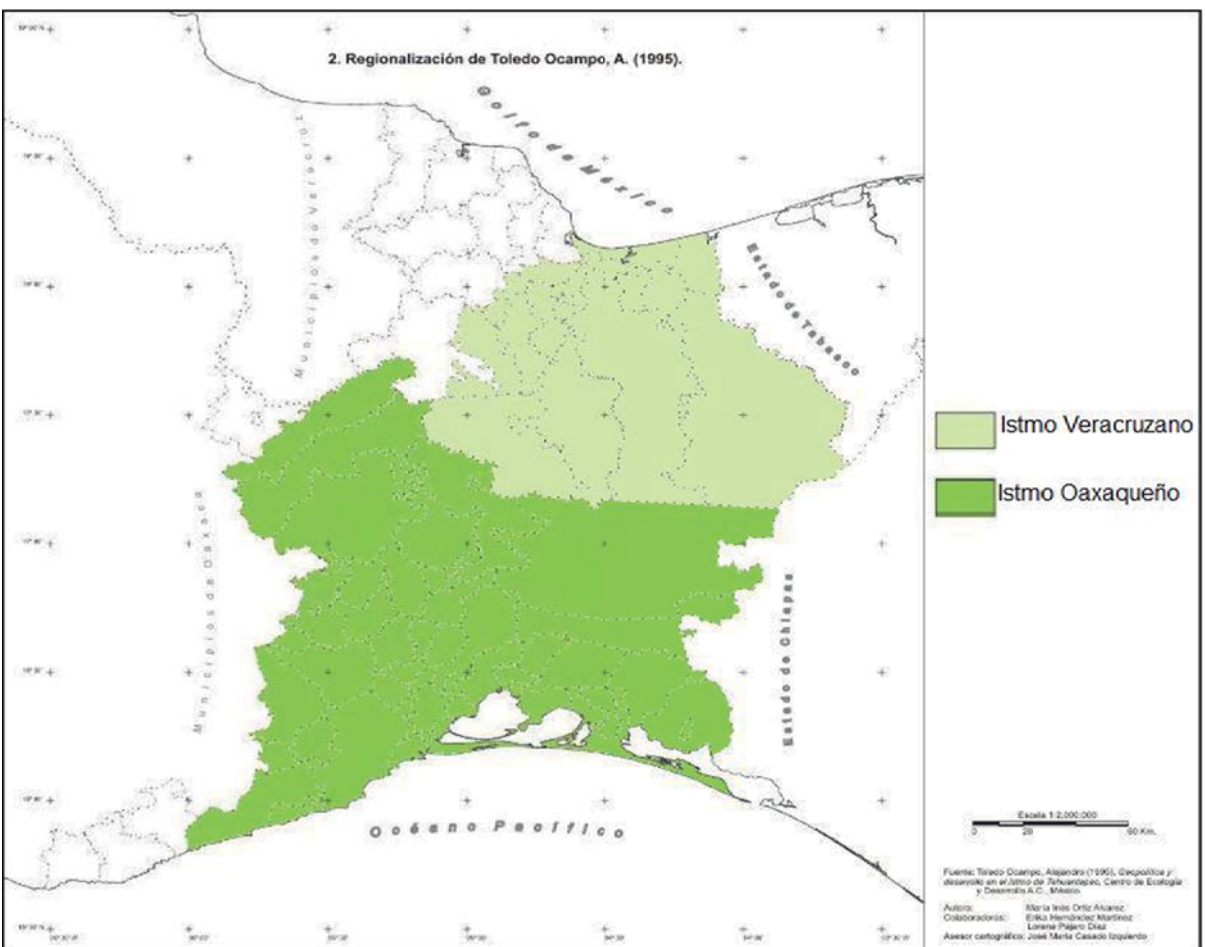 2. Regionalización de Toledo Ocampo, A. (1995).
Golfo de México
Municipios de Veracruz
Estado de Tabasco
Istmo Veracruzano
Istmo Oaxaqueño
Municipios de Oaxaca
Estado de Chiapas
Océano Pacífico
Escala 1:2,000,000
0 20 60 Km.
Fuente: Toledo Ocampo, Alejandro (1995), Geopolítica y
desarrollo en el Istmo de Tehuantepec, Centro de Ecología
y Desarrollo A.C., México.
Autora: María Inés Ortiz Álvarez
Colaboradoras: Erika Hernández Martínez
Lorena Pájaro Díaz
Asesor cartográfico: José María Casado Izquierdo